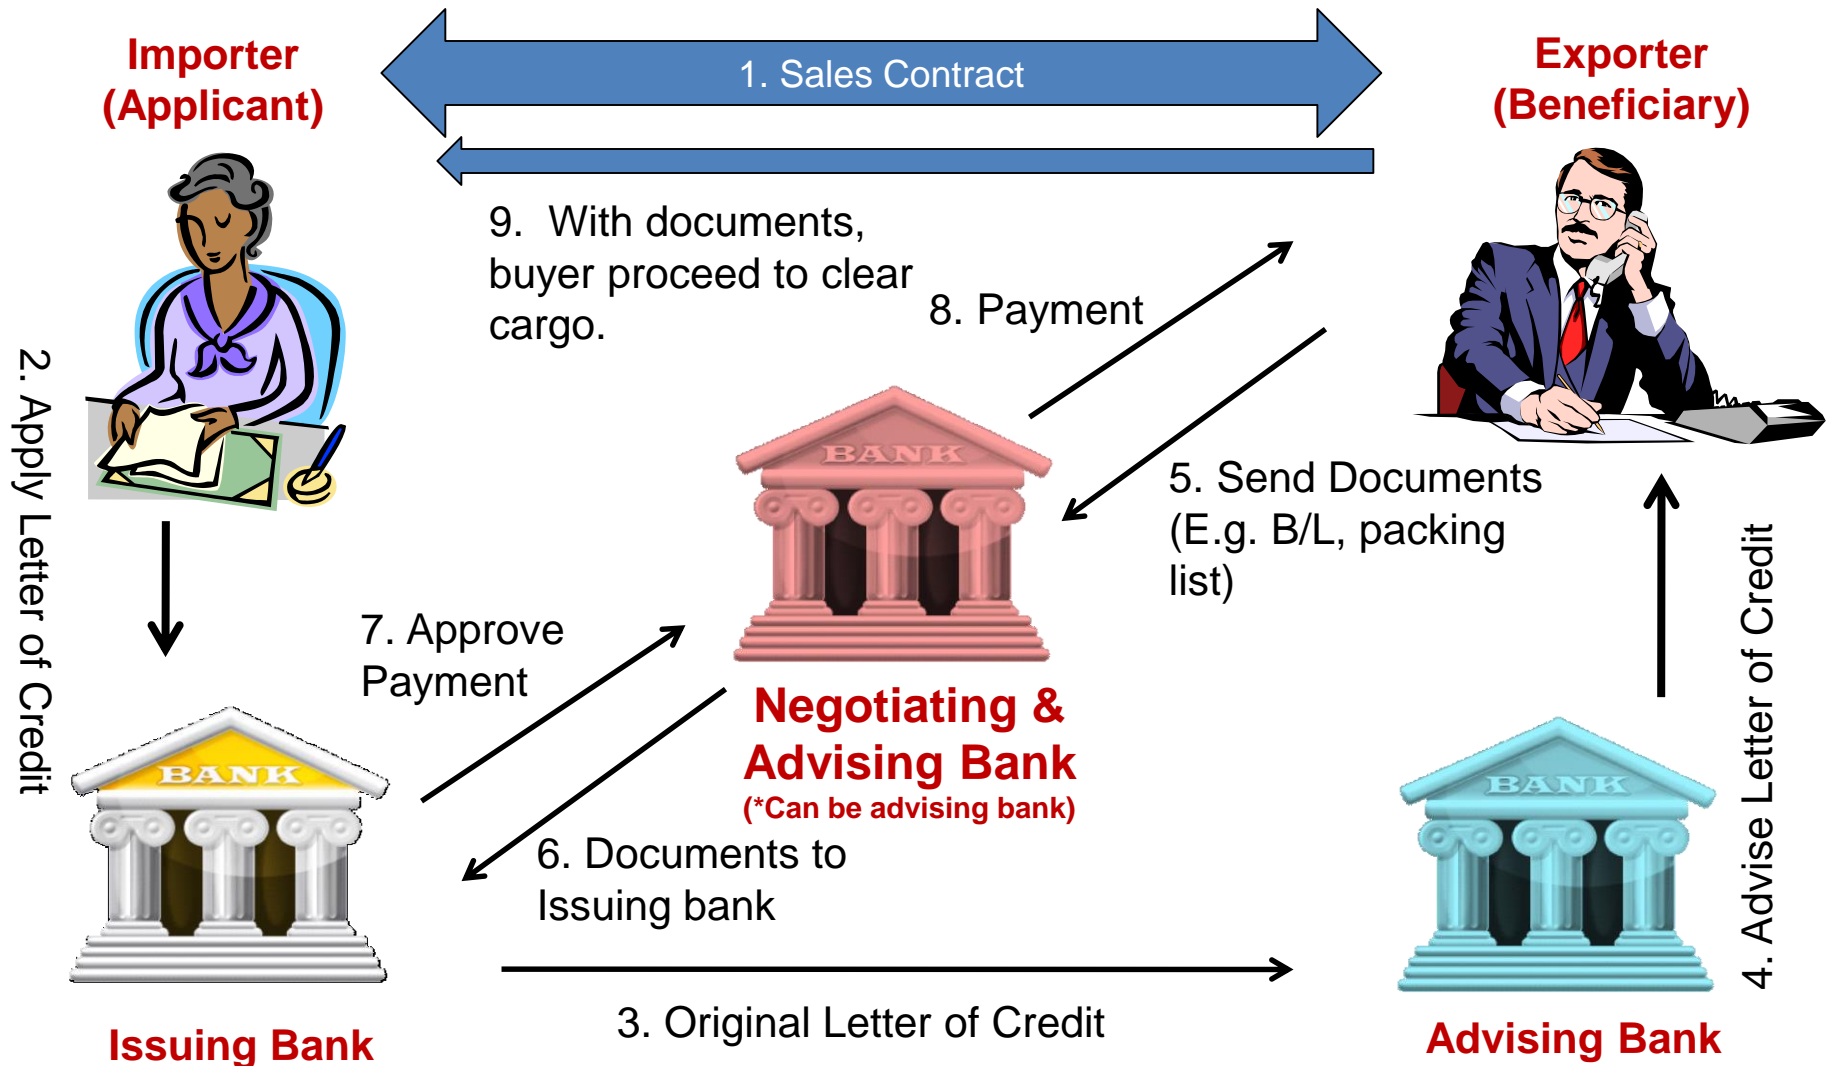 Importer
(Applicant)
1. Sales Contract
Exporter
(Beneficiary)
9.  With documents,
buyer proceed to clear
cargo.
8. Payment
2. Apply Letter of Credit
BANK
5. Send Documents
(E.g. B/L, packing
list)
7. Approve
Payment
Negotiating &
Advising Bank
(*Can be advising bank)
4. Advise Letter of Credit
BANK
BANK
6. Documents to
Issuing bank
3. Original Letter of Credit
Issuing Bank
Advising Bank